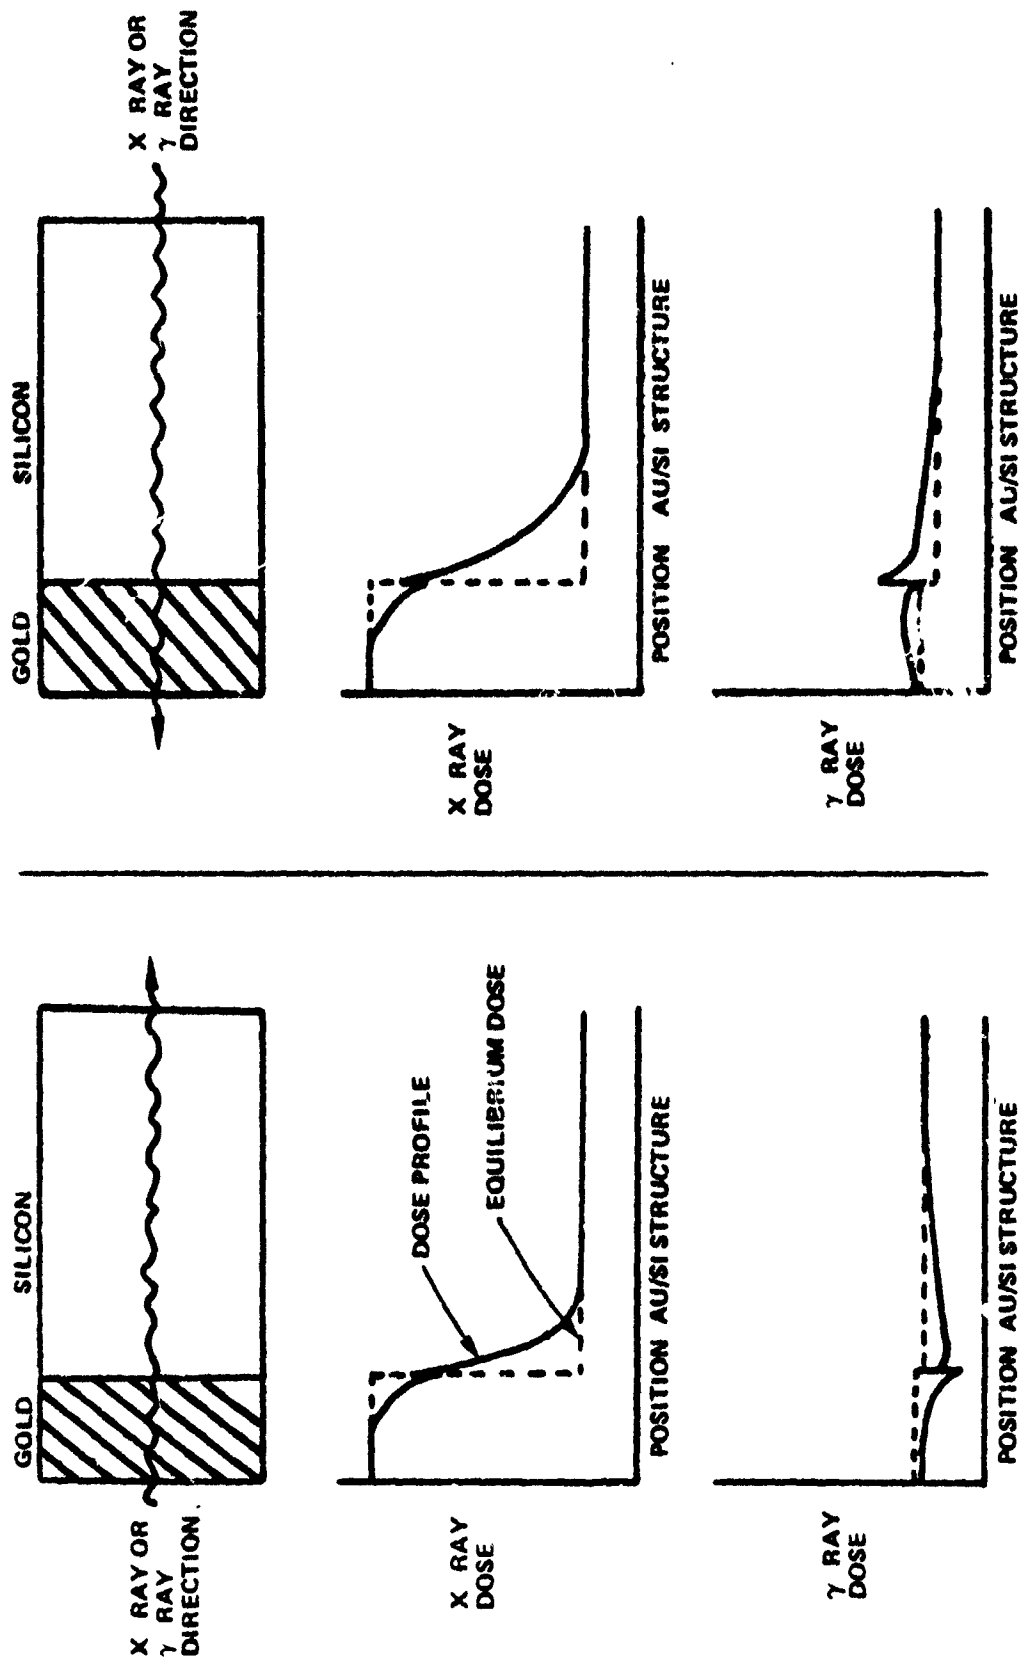 GOLD
SILICON
X RAY OR
γ RAY
DIRECTION.
X RAY
DOSE
DOSE PROFILE
EQUILIBRIUM DOSE
POSITION AU/SI STRUCTURE
γ RAY
DOSE
POSITION AU/SI STRUCTURE
GOLD
SILICON
X RAY OR
γ RAY
DIRECTION
X RAY
DOSE
POSITION AU/SI STRUCTURE
γ RAY
DOSE
POSITION AU/SI STRUCTURE